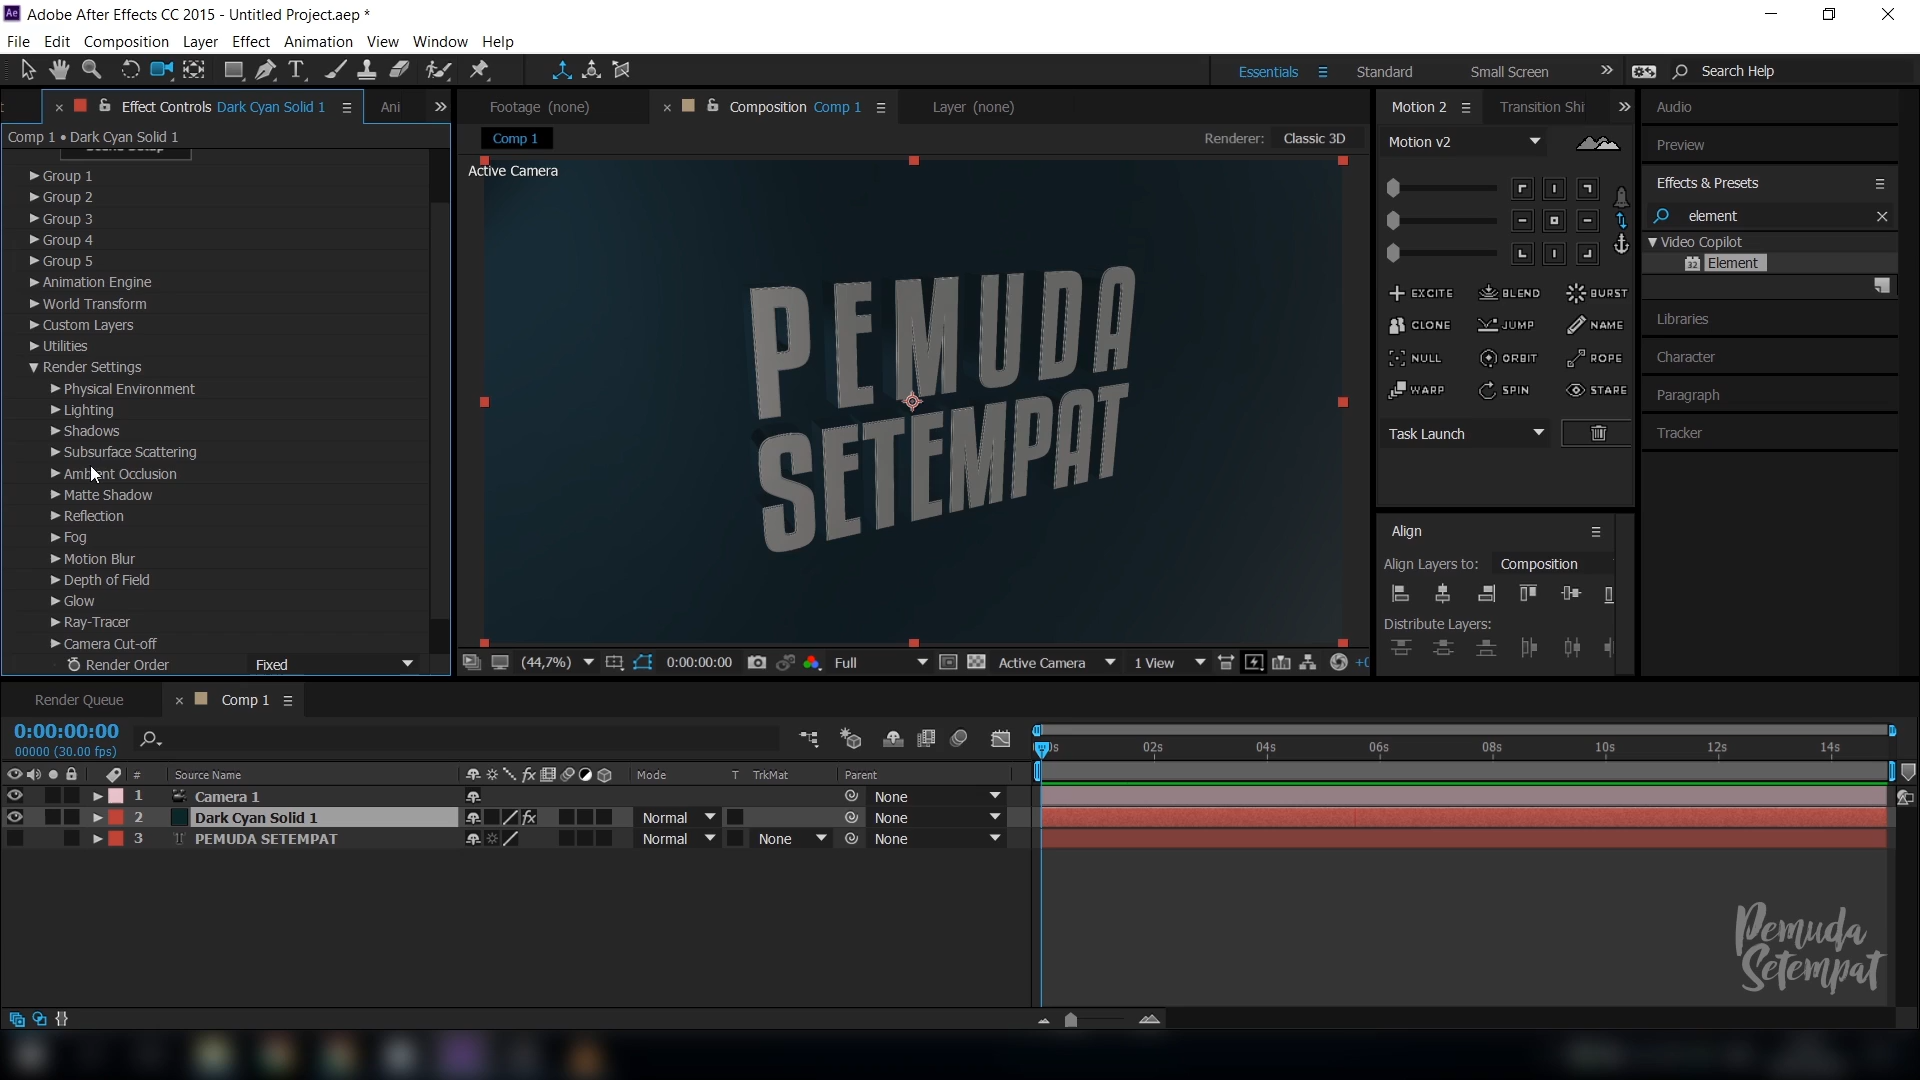 Ae Adobe After Effects CC 2015 - Untitled Project.aep *
File Edit Composition Layer Effect Animation View Window Help
Essentials Standard Small Screen » Search Help
× Effect Controls Dark Cyan Solid 1 Ani »
Comp 1 • Dark Cyan Solid 1
Group 1
Group 2
Group 3
Group 4
Group 5
Animation Engine
World Transform
Custom Layers
Utilities
Render Settings
Physical Environment
Lighting
Shadows
Subsurface Scattering
Ambient Occlusion
Matte Shadow
Reflection
Fog
Motion Blur
Depth of Field
Glow
Ray-Tracer
Camera Cut-off
Render Order Fixed
Footage (none) × Composition Comp 1 Layer (none)
Comp 1 Renderer: Classic 3D
Active Camera
PEMUDA
SETEMPAT
(44,7%) 0:00:00:00 Full Active Camera 1 View
Motion 2 Transition Shi »
Motion v2
EXCITE BLEND BURST
CLONE JUMP NAME
NULL ORBIT ROPE
WARP SPIN STARE
Task Launch
Align
Align Layers to: Composition
Distribute Layers:
Audio
Preview
Effects & Presets
element ×
Video Copilot
32 Element
Libraries
Character
Paragraph
Tracker
Render Queue × Comp 1
0:00:00:00
00000 (30.00 fps)
02s 04s 06s 08s 10s 12s 14s
# Source Name fx Mode T TrkMat Parent
1 Camera 1 None
2 Dark Cyan Solid 1 fx Normal None
3 T PEMUDA SETEMPAT Normal None None
Pemuda
Setempat